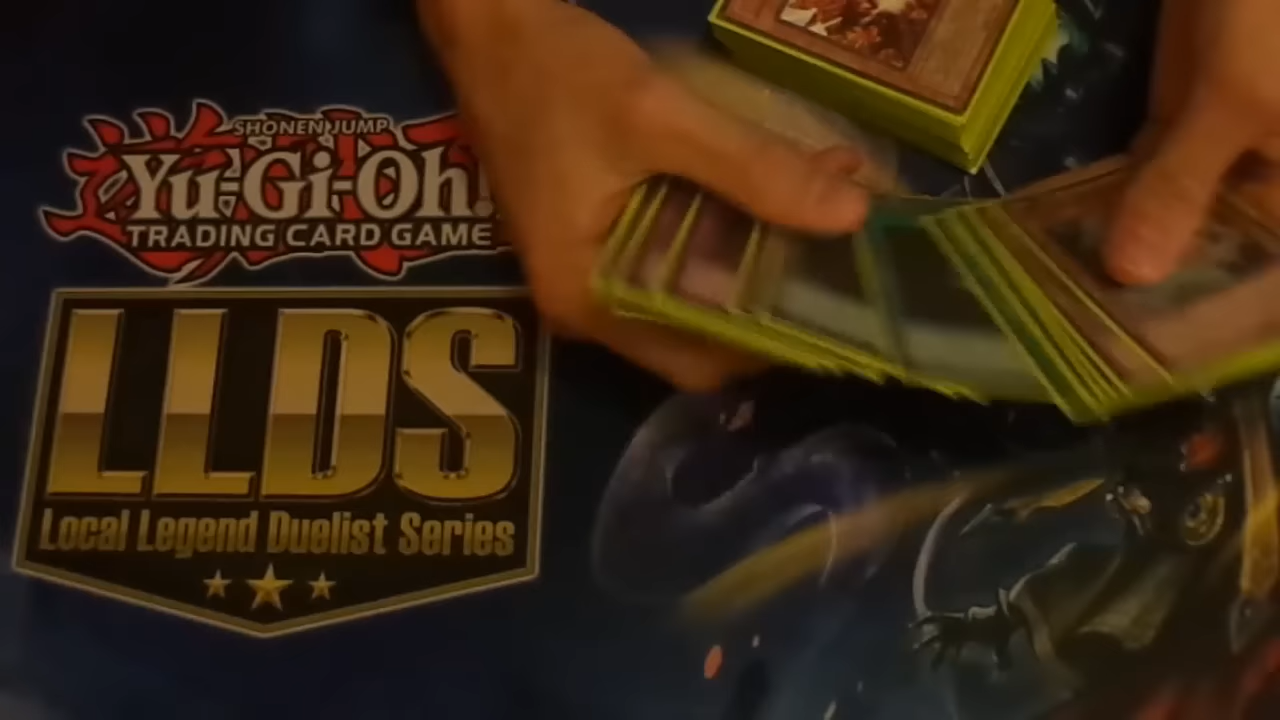 SHONEN JUMP
Yu-Gi-Oh!
TRADING CARD GAME
LLDS
Local Legend Duelist Series